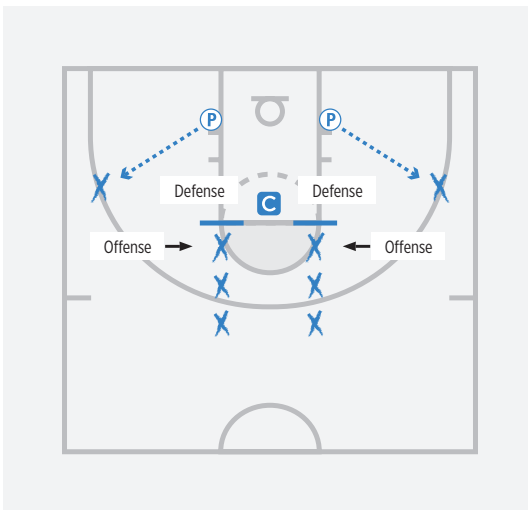 P P
Defense Defense
C
Offense Offense
X X
X X
X X
X X